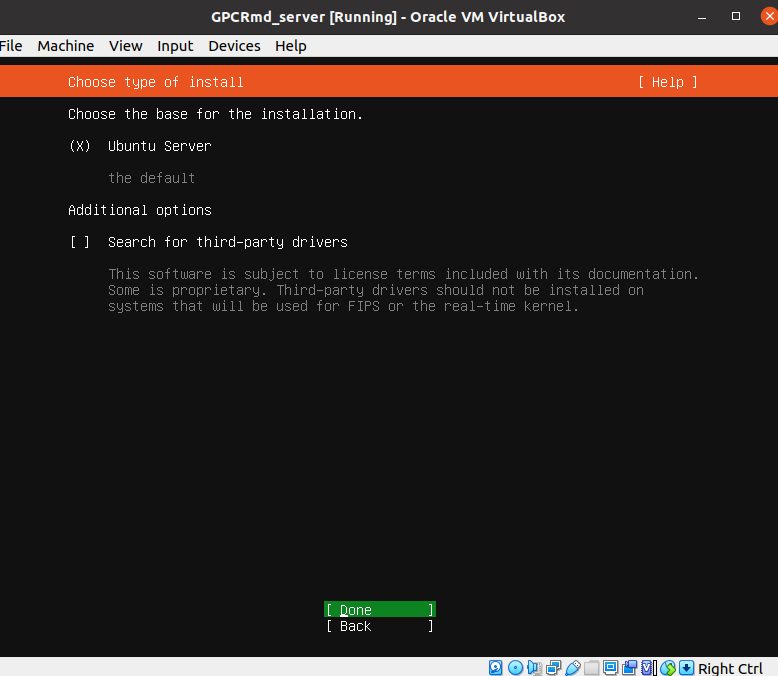 GPCRmd_server [Running] - Oracle VM VirtualBox
File Machine View Input Devices Help
Choose type of install [ Help ]
Choose the base for the installation.
(X) Ubuntu Server
the default
Additional options
[ ] Search for third-party drivers
This software is subject to license terms included with its documentation.
Some is proprietary. Third-party drivers should not be installed on
systems that will be used for FIPS or the real-time kernel.
[ Done ]
[ Back ]
Right Ctrl